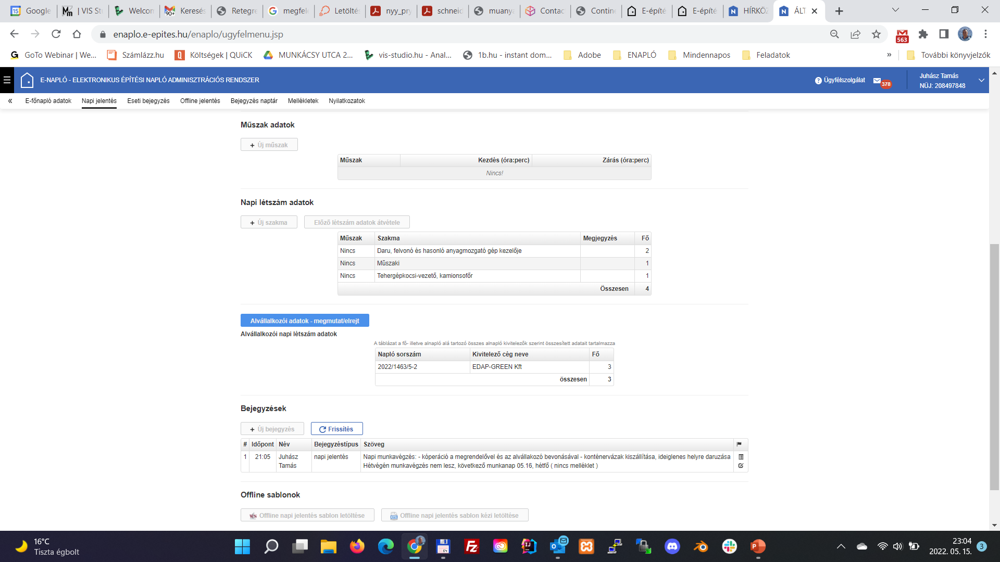 Google
| VIS St
Welcom
Keresés
Retegre
megfel
Letöltés
nyy_pry
schneid
muanya
Contac
Contine
E-építé
E-építé
HÍRKÖZ
ÁLT
enaplo.e-epites.hu/enaplo/ugyfelmenu.jsp
563
GoTo Webinar | We...
Számlázz.hu
Költségek | QUiCK
MUNKÁCSY UTCA 2...
vis-studio.hu - Anal...
1b.hu - instant dom...
Adobe
ENAPLÓ
Mindennapos
Feladatok
»
További könyvjelzők
E-NAPLÓ - ELEKTRONIKUS ÉPÍTÉSI NAPLÓ ADMINISZTRÁCIÓS RENDSZER
Ügyfélszolgálat
378
Juhász Tamás
NÜJ: 208497848
«
E-főnapló adatok
Napi jelentés
Eseti bejegyzés
Offline jelentés
Bejegyzés naptár
Mellékletek
Nyilatkozatok
Műszak adatok
+ Új műszak
Műszak Kezdés (óra:perc) Zárás (óra:perc)
Nincs!
Napi létszám adatok
+ Új szakma
Előző létszám adatok átvétele
Műszak Szakma Megjegyzés Fő
Nincs Daru, felvonó és hasonló anyagmozgató gép kezelője 2
Nincs Műszaki 1
Nincs Tehergépkocsi-vezető, kamionsofőr 1
Összesen 4
Alvállalkozói adatok - megmutat/elrejt
Alvállalkozói napi létszám adatok
A táblázat a fő- illetve alnapló alá tartozó összes alnapló kivitelezők szerint összesített adatait tartalmazza
Napló sorszám Kivitelező cég neve Fő
2022/1463/5-2 EDAP-GREEN Kft 3
összesen 3
Bejegyzések
+ Új bejegyzés
Frissítés
# Időpont Név Bejegyzéstípus Szöveg
1 21:05 Juhász Tamás napi jelentés Napi munkavégzés: - kóperáció a megrendelővel és az alvállakozó bevonásával - konténervázak kiszállítása, ideiglenes helyre daruzása
Hétvégén munkavégzés nem lesz, következő munkanap 05.16, hétfő ( nincs melléklet )
Offline sablonok
Offline napi jelentés sablon letöltése
Offline napi jelentés sablon kézi letöltése
16°C
Tiszta égbolt
23:04
2022. 05. 15.
3